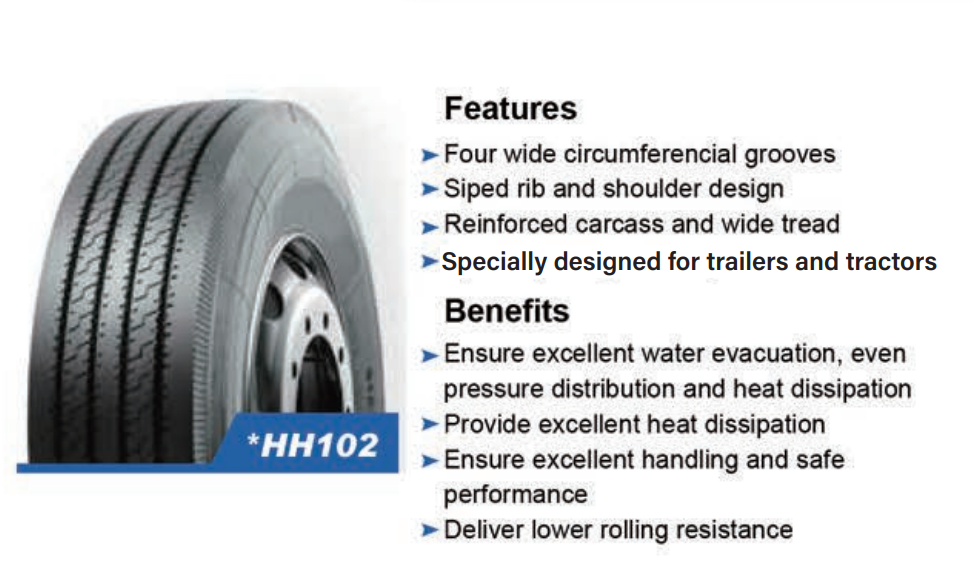 Features
Four wide circumferencial grooves
Siped rib and shoulder design
Reinforced carcass and wide tread
Specially designed for trailers and tractors
Benefits
Ensure excellent water evacuation, even
pressure distribution and heat dissipation
Provide excellent heat dissipation
Ensure excellent handling and safe
performance
Deliver lower rolling resistance
*HH102